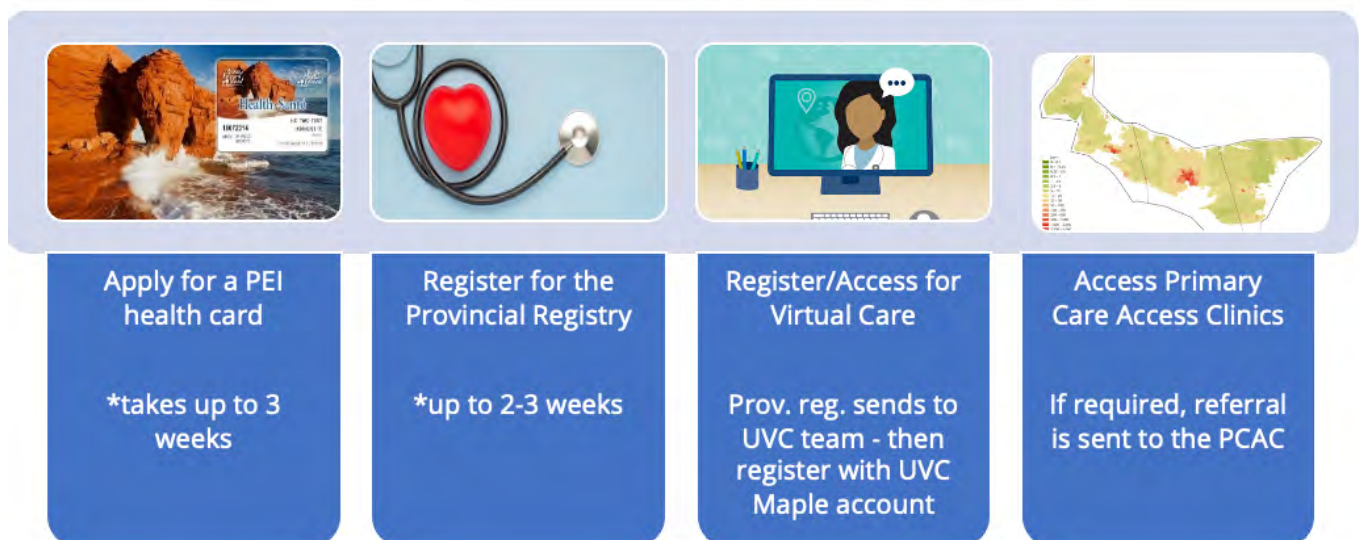 Health Santé
Apply for a PEI
health card
*takes up to 3
weeks
Register for the
Provincial Registry
*up to 2-3 weeks
Register/Access for
Virtual Care
Prov. reg. sends to
UVC team - then
register with UVC
Maple account
Access Primary
Care Access Clinics
If required, referral
is sent to the PCAC